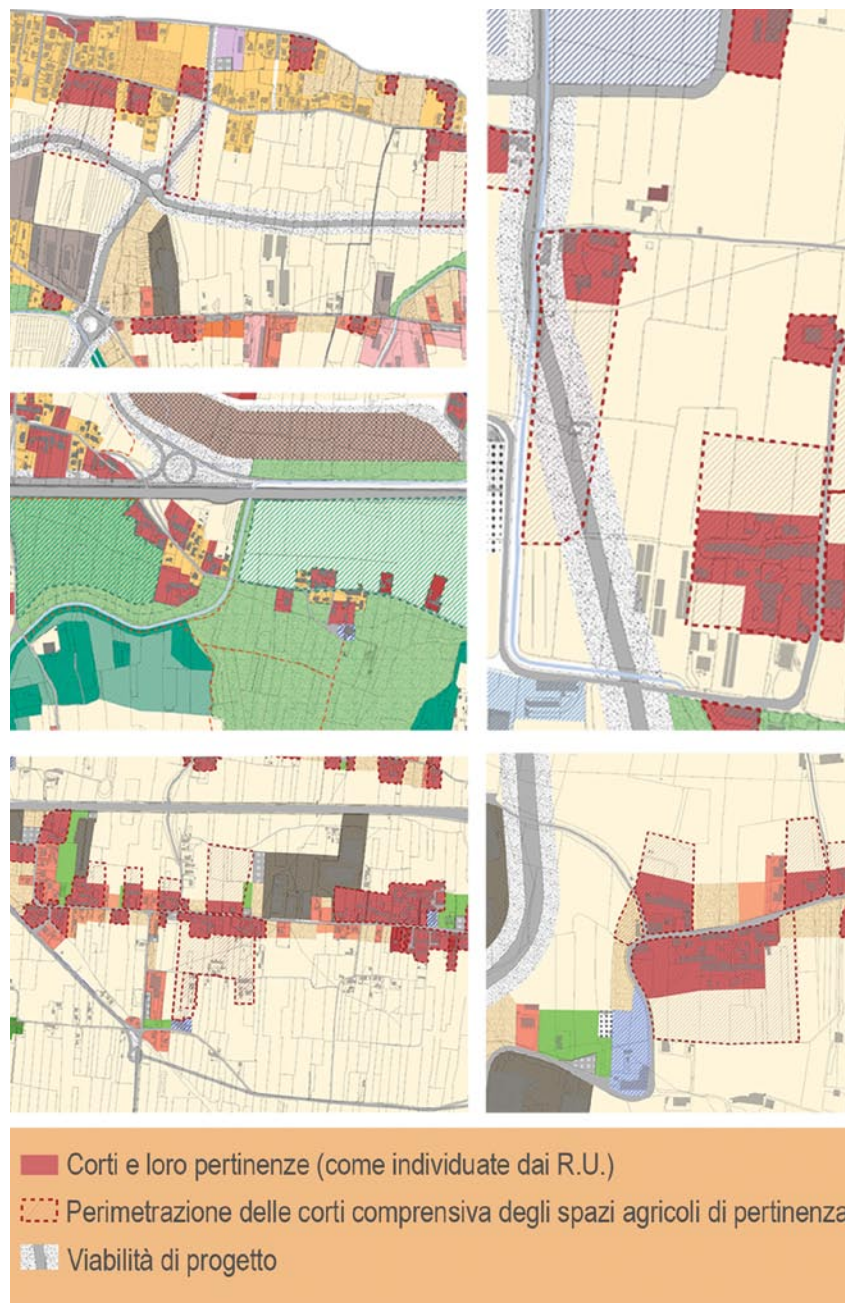 Corti e loro pertinenze (come individuate dai R.U.)
Perimetrazione delle corti comprensiva degli spazi agricoli di pertinenza
Viabilità di progetto